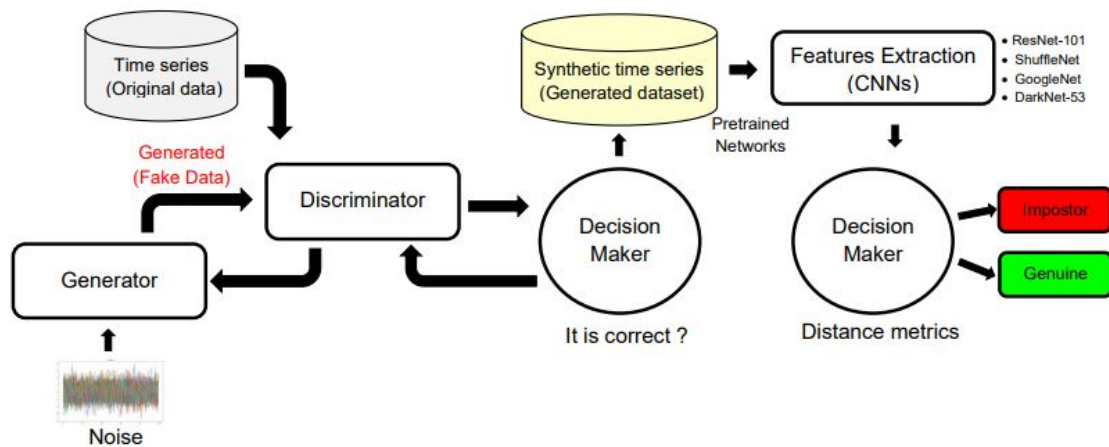 Time series
(Original data)
Generated
(Fake Data)
Generator
Noise
Discriminator
Decision
Maker
It is correct ?
Synthetic time series
(Generated dataset)
Pretrained
Networks
Features Extraction
(CNNs)
• ResNet-101
• ShuffleNet
• GoogleNet
• DarkNet-53
Decision
Maker
Distance metrics
Impostor
Genuine